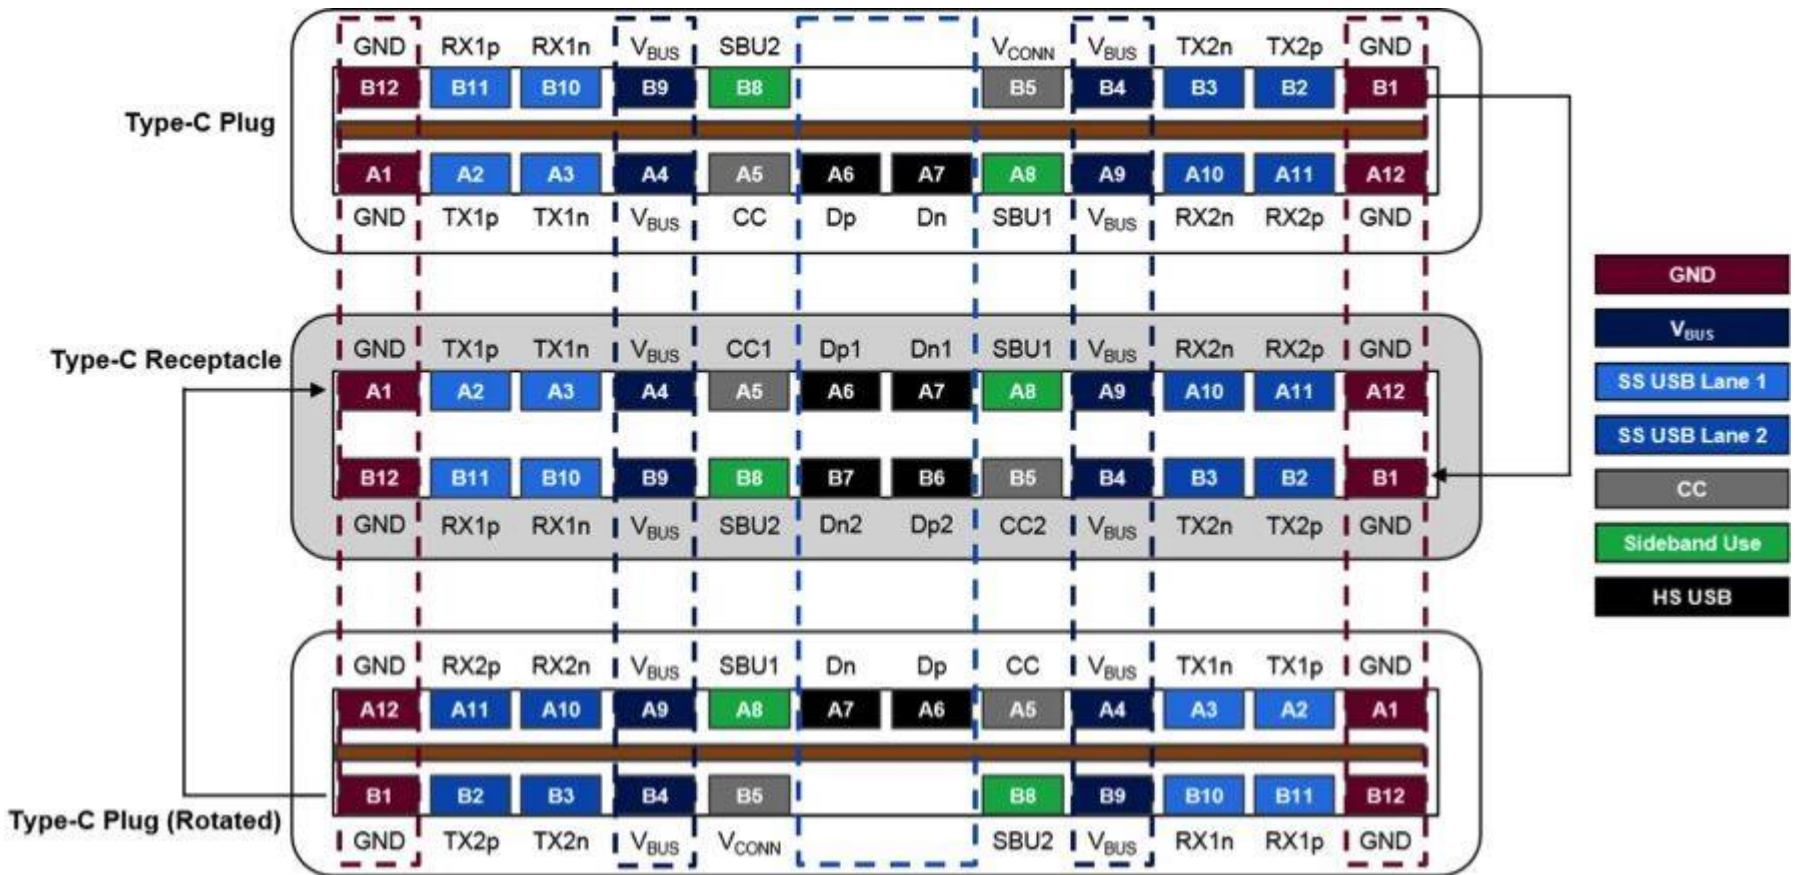 GND RX1p RX1n VBUS SBU2 VCONN VBUS TX2n TX2p GND
B12 B11 B10 B9 B8 B5 B4 B3 B2 B1
Type-C Plug
A1 A2 A3 A4 A5 A6 A7 A8 A9 A10 A11 A12
GND TX1p TX1n VBUS CC Dp Dn SBU1 VBUS RX2n RX2p GND
Type-C Receptacle
GND TX1p TX1n VBUS CC1 Dp1 Dn1 SBU1 VBUS RX2n RX2p GND
A1 A2 A3 A4 A5 A6 A7 A8 A9 A10 A11 A12
B12 B11 B10 B9 B8 B7 B6 B5 B4 B3 B2 B1
GND RX1p RX1n VBUS SBU2 Dn2 Dp2 CC2 VBUS TX2n TX2p GND
GND RX2p RX2n VBUS SBU1 Dn Dp CC VBUS TX1n TX1p GND
A12 A11 A10 A9 A8 A7 A6 A5 A4 A3 A2 A1
B1 B2 B3 B4 B5 B8 B9 B10 B11 B12
Type-C Plug (Rotated)
GND TX2p TX2n VBUS VCONN SBU2 VBUS RX1n RX1p GND
GND
VBUS
SS USB Lane 1
SS USB Lane 2
CC
Sideband Use
HS USB